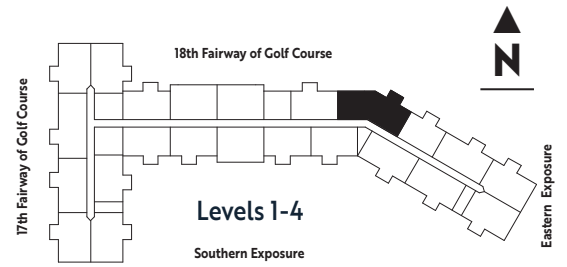 18th Fairway of Golf Course
N
17th Fairway of Golf Course
Levels 1-4
Eastern Exposure
Southern Exposure